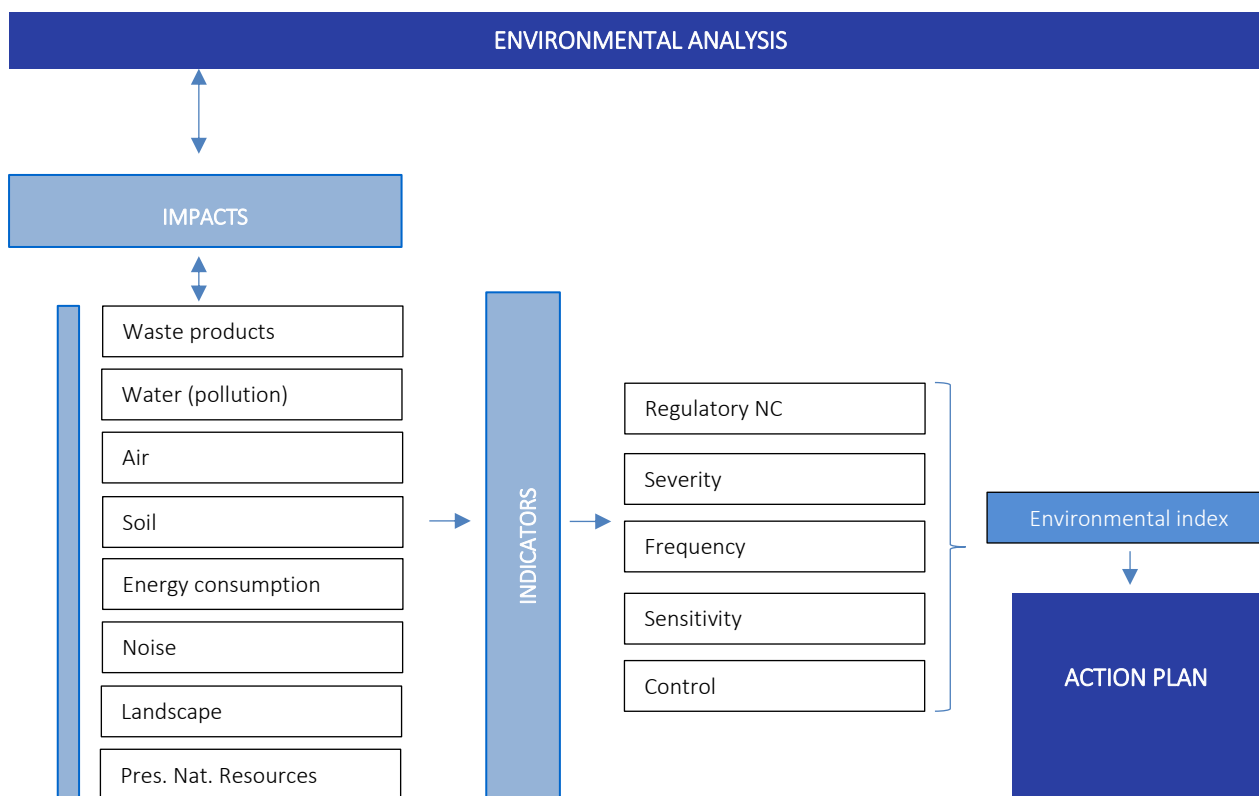 ENVIRONMENTAL ANALYSIS
IMPACTS
Waste products
Water (pollution)
Air
Soil
Energy consumption
Noise
Landscape
Pres. Nat. Resources
INDICATORS
Regulatory NC
Severity
Frequency
Sensitivity
Control
Environmental index
ACTION PLAN